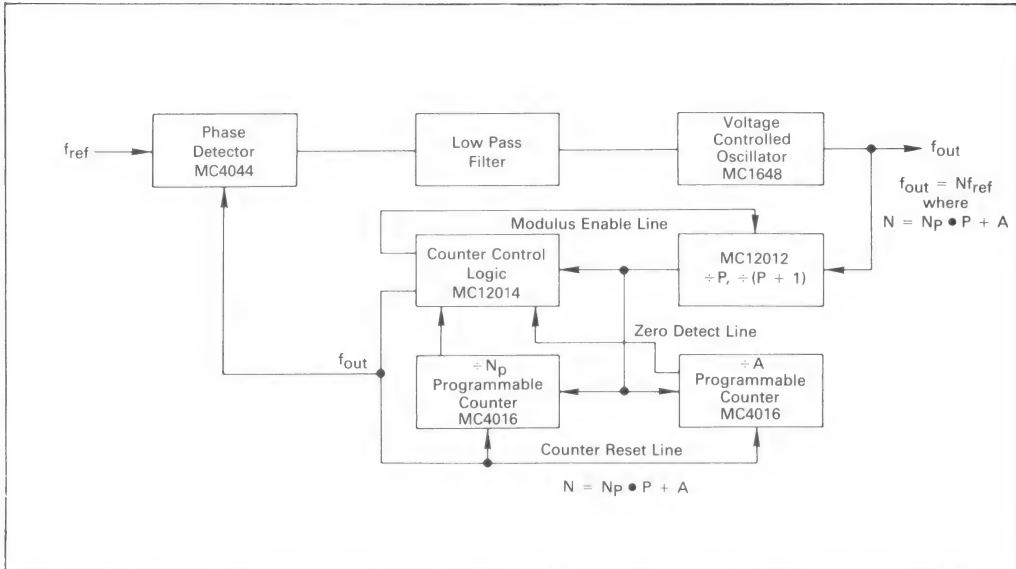 Phase
Detector
MC4044
Low Pass
Filter
Voltage
Controlled
Oscillator
MC1648
fref
fout
fout = Nfref
where
N = Np ● P + A
Modulus Enable Line
Counter Control
Logic
MC12014
MC12012
÷P, ÷(P + 1)
Zero Detect Line
fout
÷Np
Programmable
Counter
MC4016
÷A
Programmable
Counter
MC4016
Counter Reset Line
N = Np ● P + A